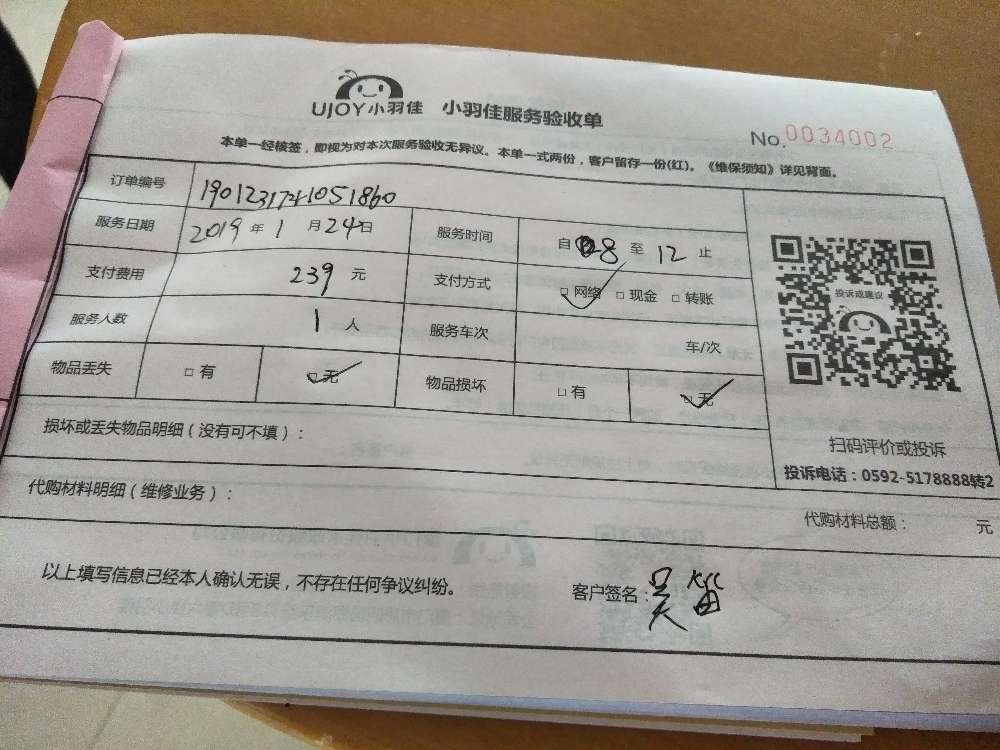 UJOY小羽佳 小羽佳服务验收单
No.0034002
本单一经核签，即视为对本次服务验收无异议。本单一式两份，客户留存一份(红)。《维保须知》详见背面。
订单编号
服务日期 2019 年 1 月 24日 服务时间 自 8 至 12 止
支付费用 239 元 支付方式 □ 网络 □ 现金 □ 转账
服务人数 1 人 服务车次 车/次
物品丢失 □ 有 □ 无 物品损坏 □ 有 □ 无
投诉或建议
扫码评价或投诉
投诉电话：0592-5178888转2
损坏或丢失物品明细（没有可不填）：
代购材料明细（维修业务）：
代购材料总额： 元
以上填写信息已经本人确认无误，不存在任何争议纠纷。 客户签名：吴